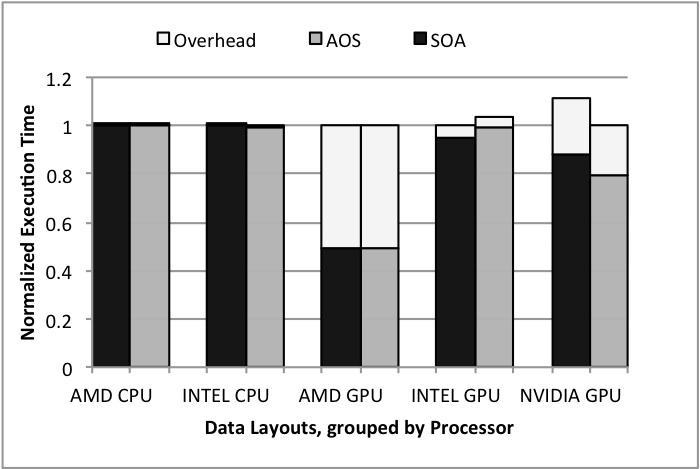 Overhead AOS SOA
1.2
1
0.8
0.6
0.4
0.2
0
Normalized Execution Time
AMD CPU INTEL CPU AMD GPU INTEL GPU NVIDIA GPU
Data Layouts, grouped by Processor